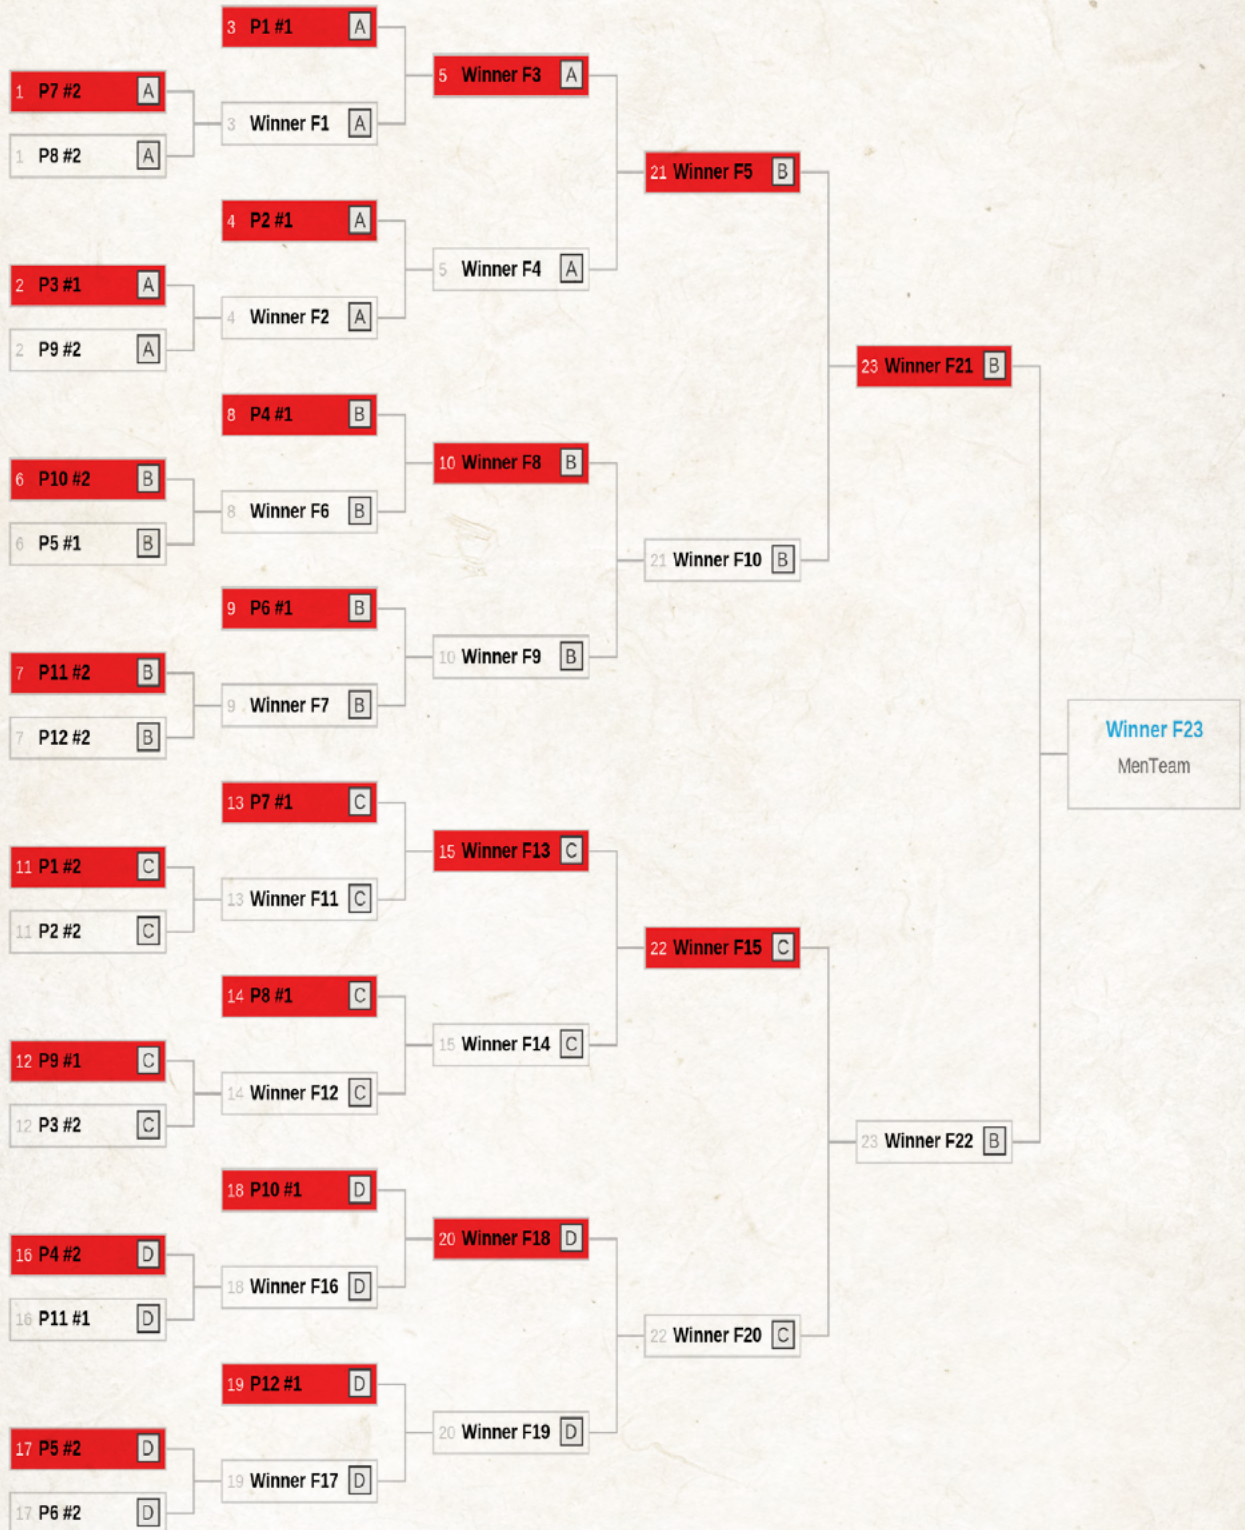 3 P1 #1 A
5 Winner F3 A
1 P7 #2 A
3 Winner F1 A
1 P8 #2 A
21 Winner F5 B
4 P2 #1 A
5 Winner F4 A
2 P3 #1 A
4 Winner F2 A
2 P9 #2 A
23 Winner F21 B
8 P4 #1 B
10 Winner F8 B
6 P10 #2 B
8 Winner F6 B
6 P5 #1 B
21 Winner F10 B
9 P6 #1 B
10 Winner F9 B
7 P11 #2 B
9 Winner F7 B
7 P12 #2 B
Winner F23
MenTeam
13 P7 #1 C
15 Winner F13 C
11 P1 #2 C
13 Winner F11 C
11 P2 #2 C
22 Winner F15 C
14 P8 #1 C
15 Winner F14 C
12 P9 #1 C
14 Winner F12 C
12 P3 #2 C
23 Winner F22 B
18 P10 #1 D
20 Winner F18 D
16 P4 #2 D
18 Winner F16 D
16 P11 #1 D
22 Winner F20 C
19 P12 #1 D
20 Winner F19 D
17 P5 #2 D
19 Winner F17 D
17 P6 #2 D